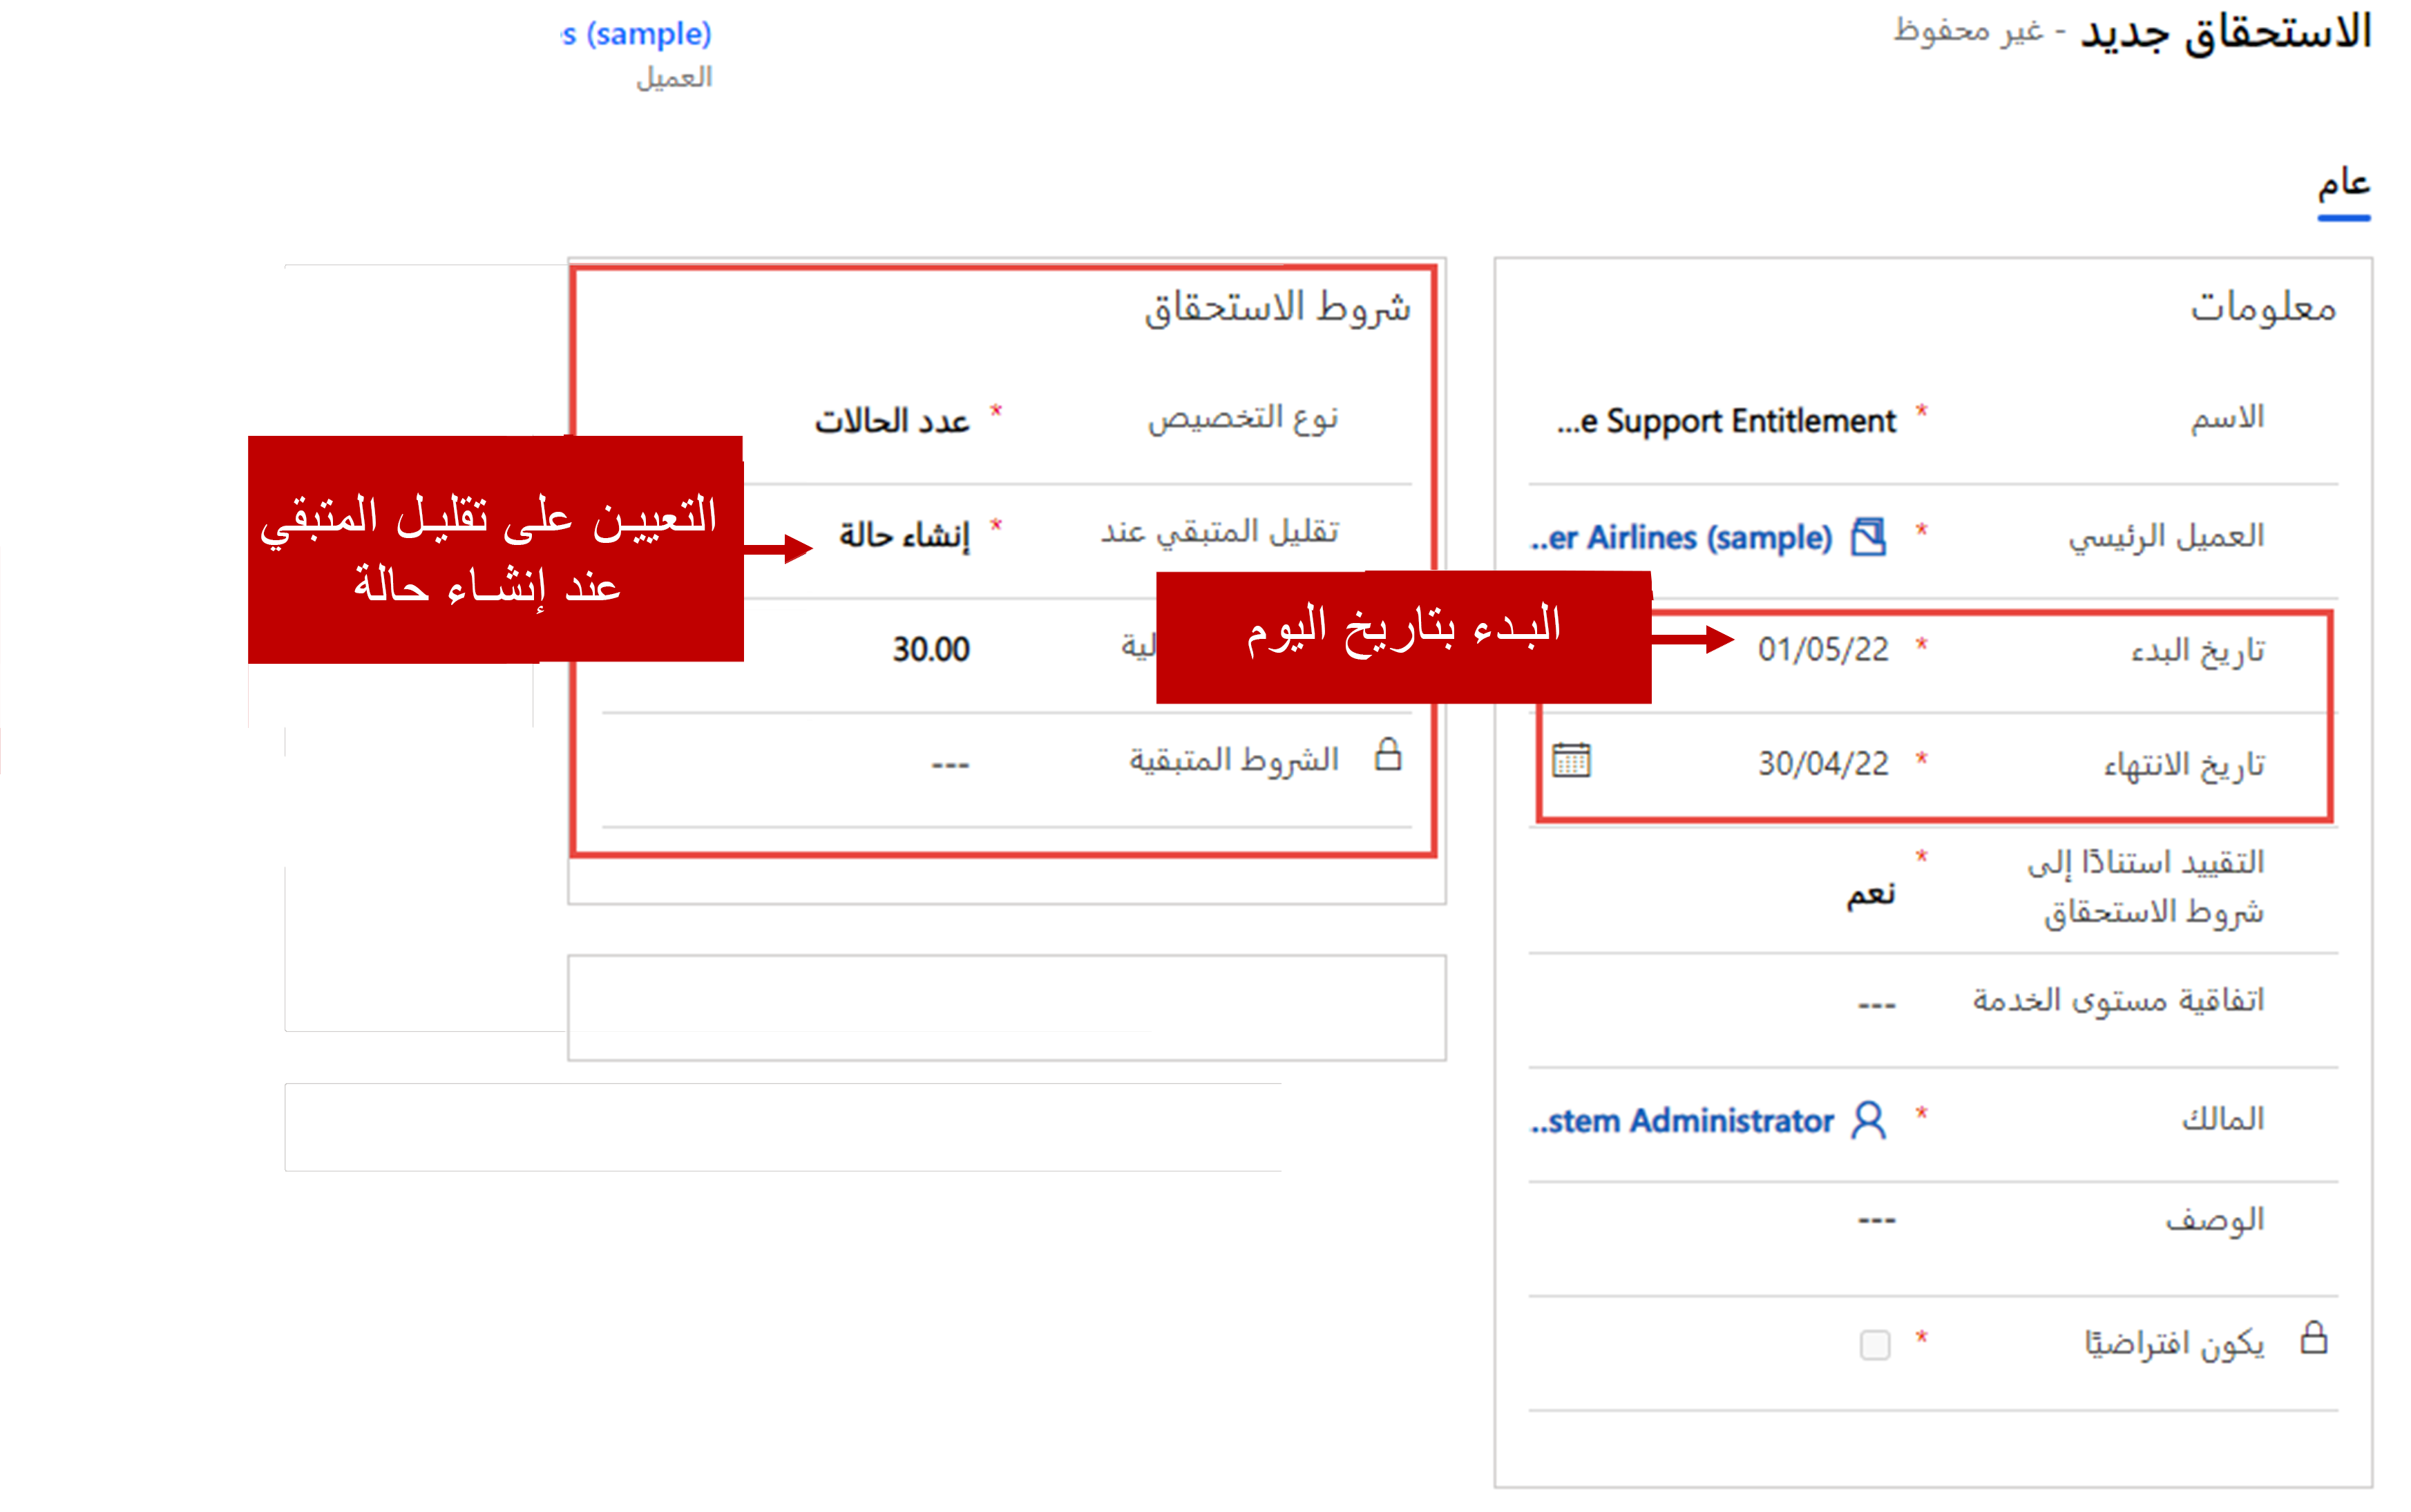 الاستحقاق جديد - غير محفوظ
s (sample)
العميل
عام
معلومات
الاسم * ...e Support Entitlement
العميل الرئيسي * ..er Airlines (sample)
تاريخ البدء * 01/05/22
تاريخ الانتهاء * 30/04/22
التقييد استنادًا إلى * نعم
شروط الاستحقاق
اتفاقية مستوى الخدمة ---
المالك * ..stem Administrator
الوصف ---
يكون افتراضيًا *
البدء بتاريخ اليوم
شروط الاستحقاق
نوع التخصيص * عدد الحالات
تقليل المتبقي عند * إنشاء حالة
لية 30.00
الشروط المتبقية ---
التعيين على تقليل المتبقي
عند إنشاء حالة